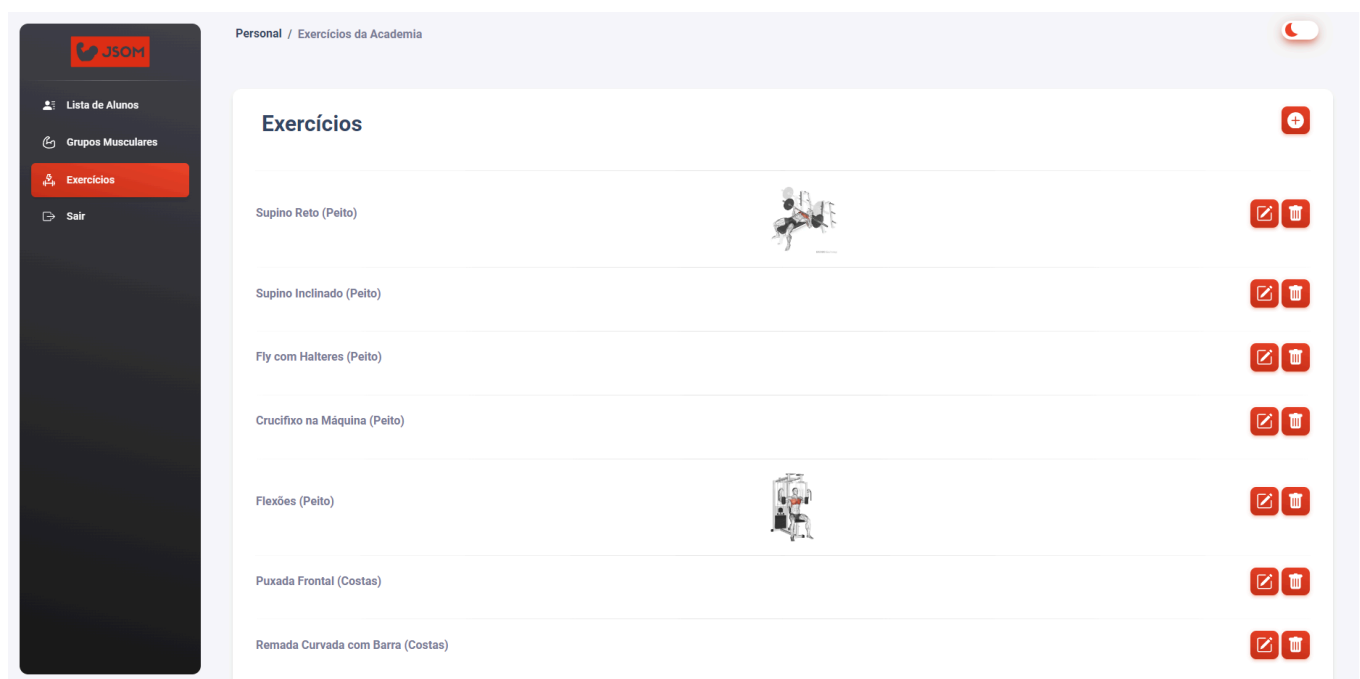 JSOM
Lista de Alunos
Grupos Musculares
Exercícios
Sair
Personal / Exercícios da Academia
Exercícios
Supino Reto (Peito)
Supino Inclinado (Peito)
Fly com Halteres (Peito)
Crucifixo na Máquina (Peito)
Flexões (Peito)
Puxada Frontal (Costas)
Remada Curvada com Barra (Costas)